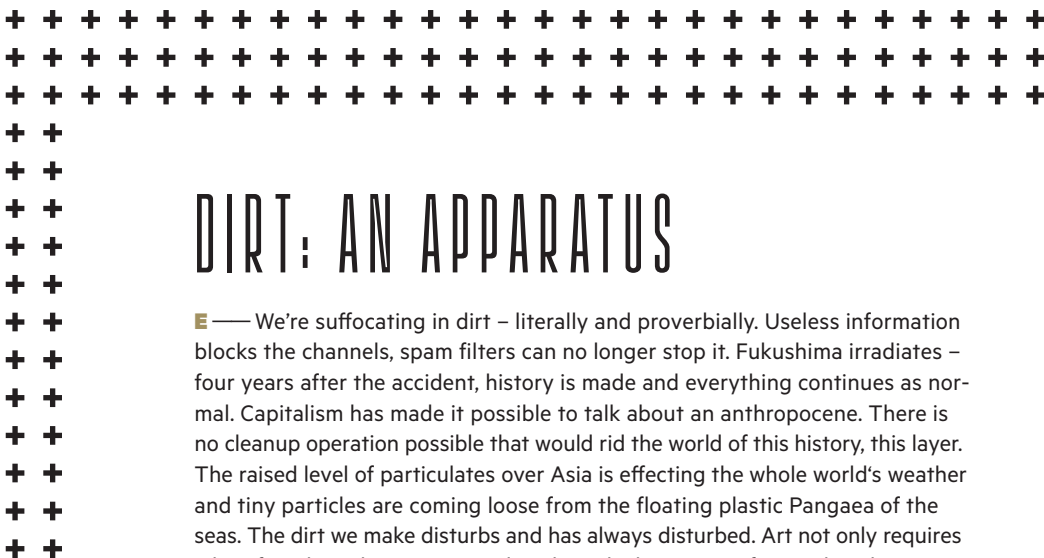 DIRT: AN APPARATUS
E —— We're suffocating in dirt – literally and proverbially. Useless information
blocks the channels, spam filters can no longer stop it. Fukushima irradiates –
four years after the accident, history is made and everything continues as nor-
mal. Capitalism has made it possible to talk about an anthropocene. There is
no cleanup operation possible that would rid the world of this history, this layer.
The raised level of particulates over Asia is effecting the whole world‘s weather
and tiny particles are coming loose from the floating plastic Pangaea of the
seas. The dirt we make disturbs and has always disturbed. Art not only requires